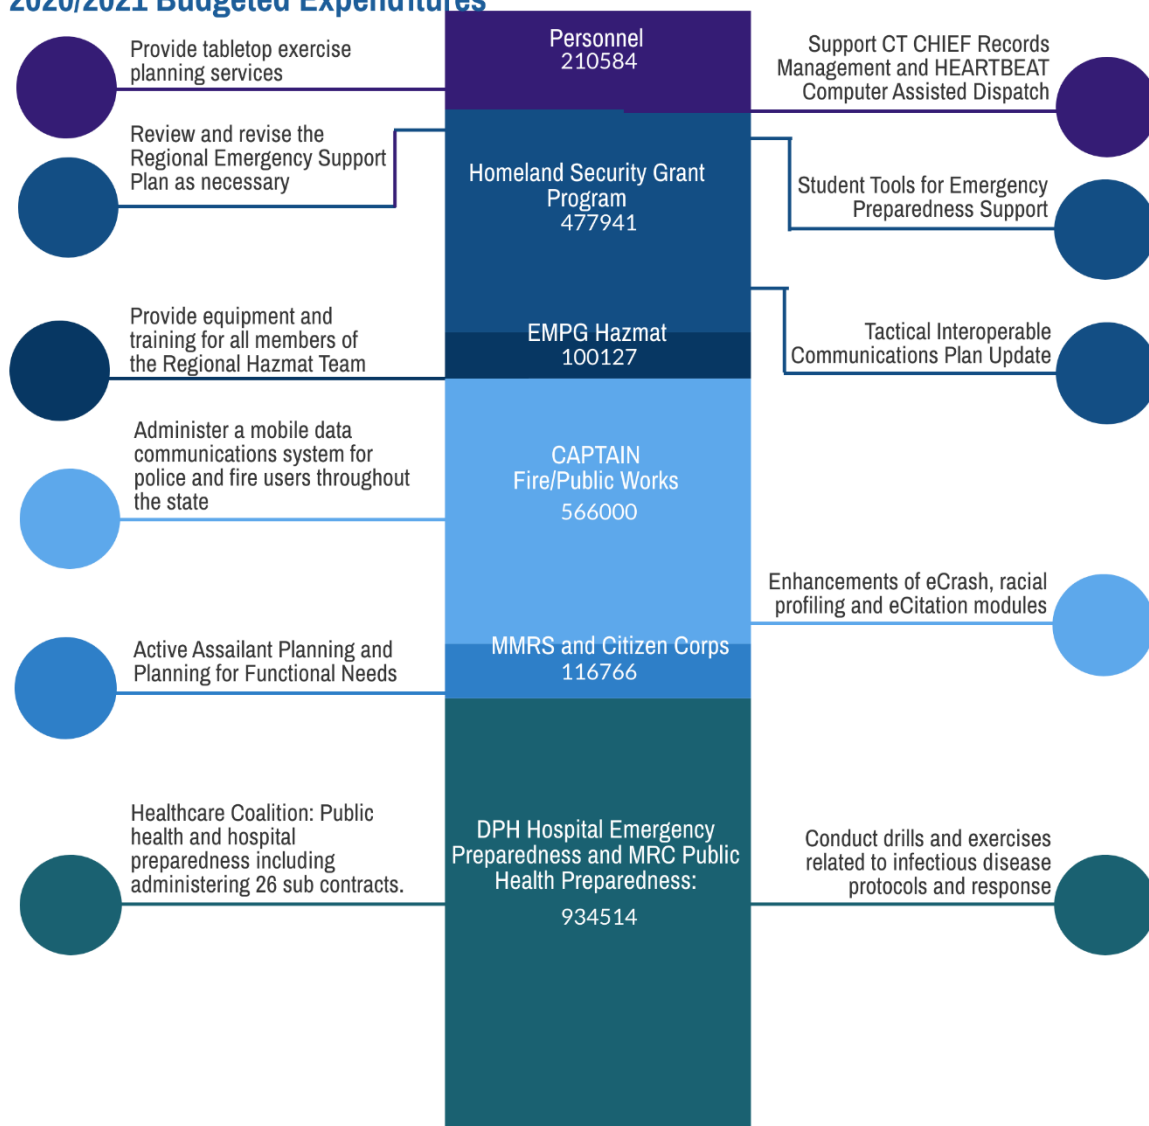 2020/2021 Budgeted Expenditures
Provide tabletop exercise
planning services
Review and revise the
Regional Emergency Support
Plan as necessary
Provide equipment and
training for all members of
the Regional Hazmat Team
Administer a mobile data
communications system for
police and fire users throughout
the state
Active Assailant Planning and
Planning for Functional Needs
Healthcare Coalition: Public
health and hospital
preparedness including
administering 26 sub contracts.
Personnel
210584
Homeland Security Grant
Program
477941
EMPG Hazmat
100127
CAPTAIN
Fire/Public Works
566000
MMRS and Citizen Corps
116766
DPH Hospital Emergency
Preparedness and MRC Public
Health Preparedness:
934514
Support CT CHIEF Records
Management and HEARTBEAT
Computer Assisted Dispatch
Student Tools for Emergency
Preparedness Support
Tactical Interoperable
Communications Plan Update
Enhancements of eCrash, racial
profiling and eCitation modules
Conduct drills and exercises
related to infectious disease
protocols and response